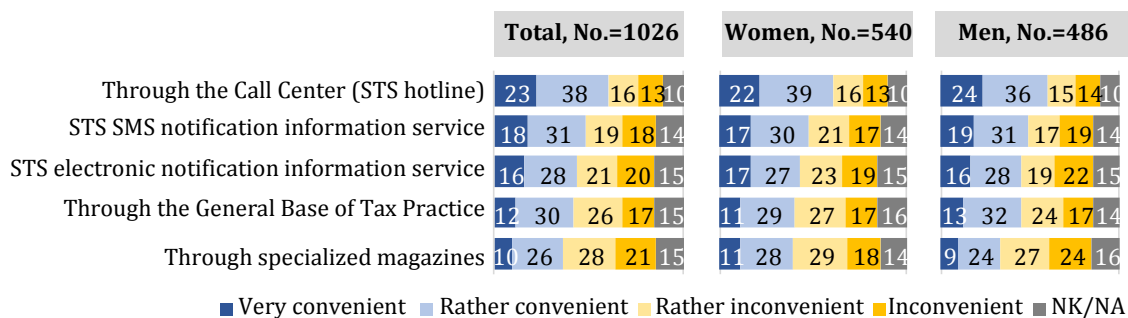 Total, No.=1026 Women, No.=540 Men, No.=486
Through the Call Center (STS hotline) 23 38 16 13 10 22 39 16 13 10 24 36 15 14 10
STS SMS notification information service 18 31 19 18 14 17 30 21 17 14 19 31 17 19 14
STS electronic notification information service 16 28 21 20 15 17 27 23 19 15 16 28 19 22 15
Through the General Base of Tax Practice 12 30 26 17 15 11 29 27 17 16 13 32 24 17 14
Through specialized magazines 10 26 28 21 15 11 28 29 18 14 9 24 27 24 16
Very convenient Rather convenient Rather inconvenient Inconvenient NK/NA